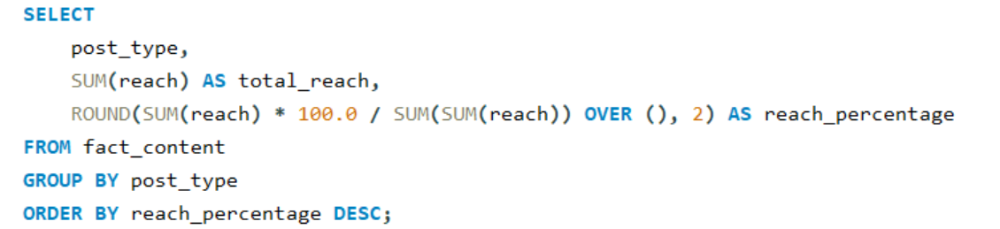 SELECT
    post_type,
    SUM(reach) AS total_reach,
    ROUND(SUM(reach) * 100.0 / SUM(SUM(reach)) OVER (), 2) AS reach_percentage
FROM fact_content
GROUP BY post_type
ORDER BY reach_percentage DESC;